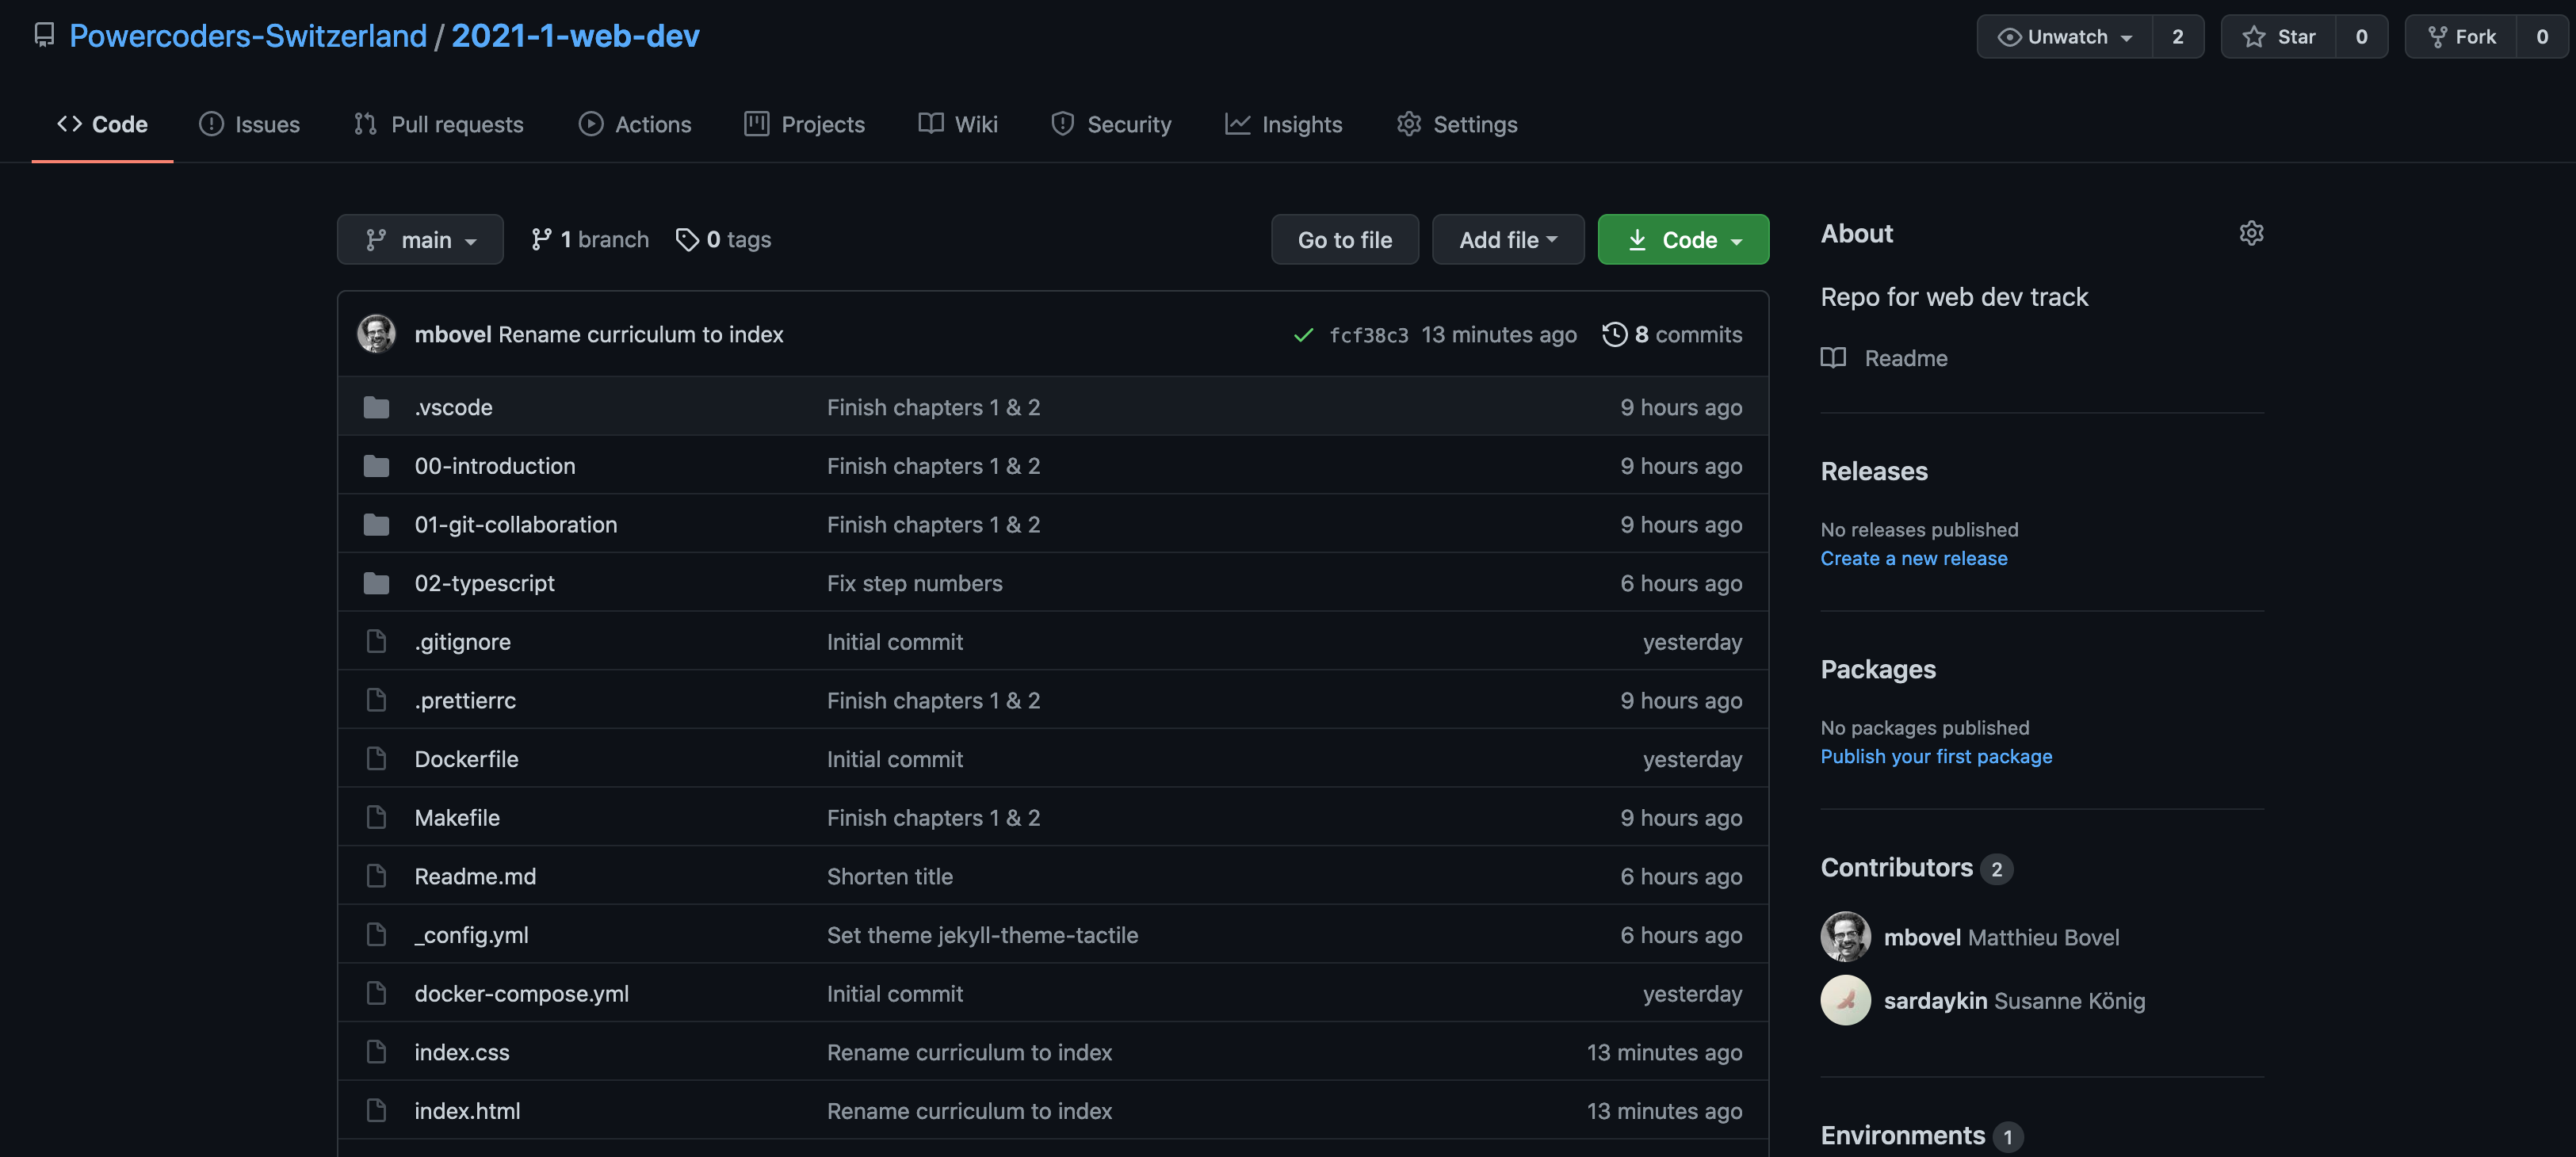 Powercoders-Switzerland / 2021-1-web-dev
Unwatch 2 Star 0 Fork 0
Code Issues Pull requests Actions Projects Wiki Security Insights Settings
main 1 branch 0 tags Go to file Add file Code
mbovel Rename curriculum to index fcf38c3 13 minutes ago 8 commits
.vscode Finish chapters 1 & 2 9 hours ago
00-introduction Finish chapters 1 & 2 9 hours ago
01-git-collaboration Finish chapters 1 & 2 9 hours ago
02-typescript Fix step numbers 6 hours ago
.gitignore Initial commit yesterday
.prettierrc Finish chapters 1 & 2 9 hours ago
Dockerfile Initial commit yesterday
Makefile Finish chapters 1 & 2 9 hours ago
Readme.md Shorten title 6 hours ago
_config.yml Set theme jekyll-theme-tactile 6 hours ago
docker-compose.yml Initial commit yesterday
index.css Rename curriculum to index 13 minutes ago
index.html Rename curriculum to index 13 minutes ago
About
Repo for web dev track
Readme
Releases
No releases published
Create a new release
Packages
No packages published
Publish your first package
Contributors 2
mbovel Matthieu Bovel
sardaykin Susanne König
Environments 1